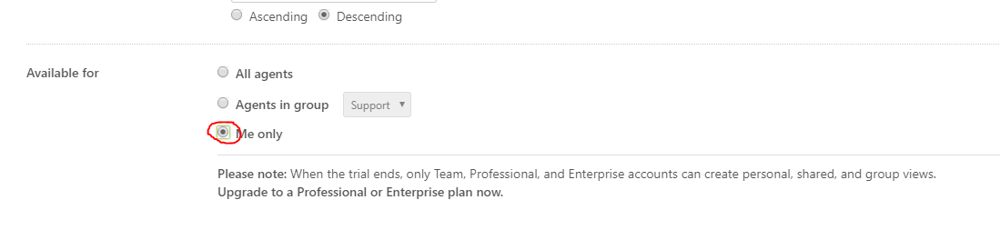 Ascending Descending
Available for
All agents
Agents in group Support
Me only
Please note: When the trial ends, only Team, Professional, and Enterprise accounts can create personal, shared, and group views.
Upgrade to a Professional or Enterprise plan now.